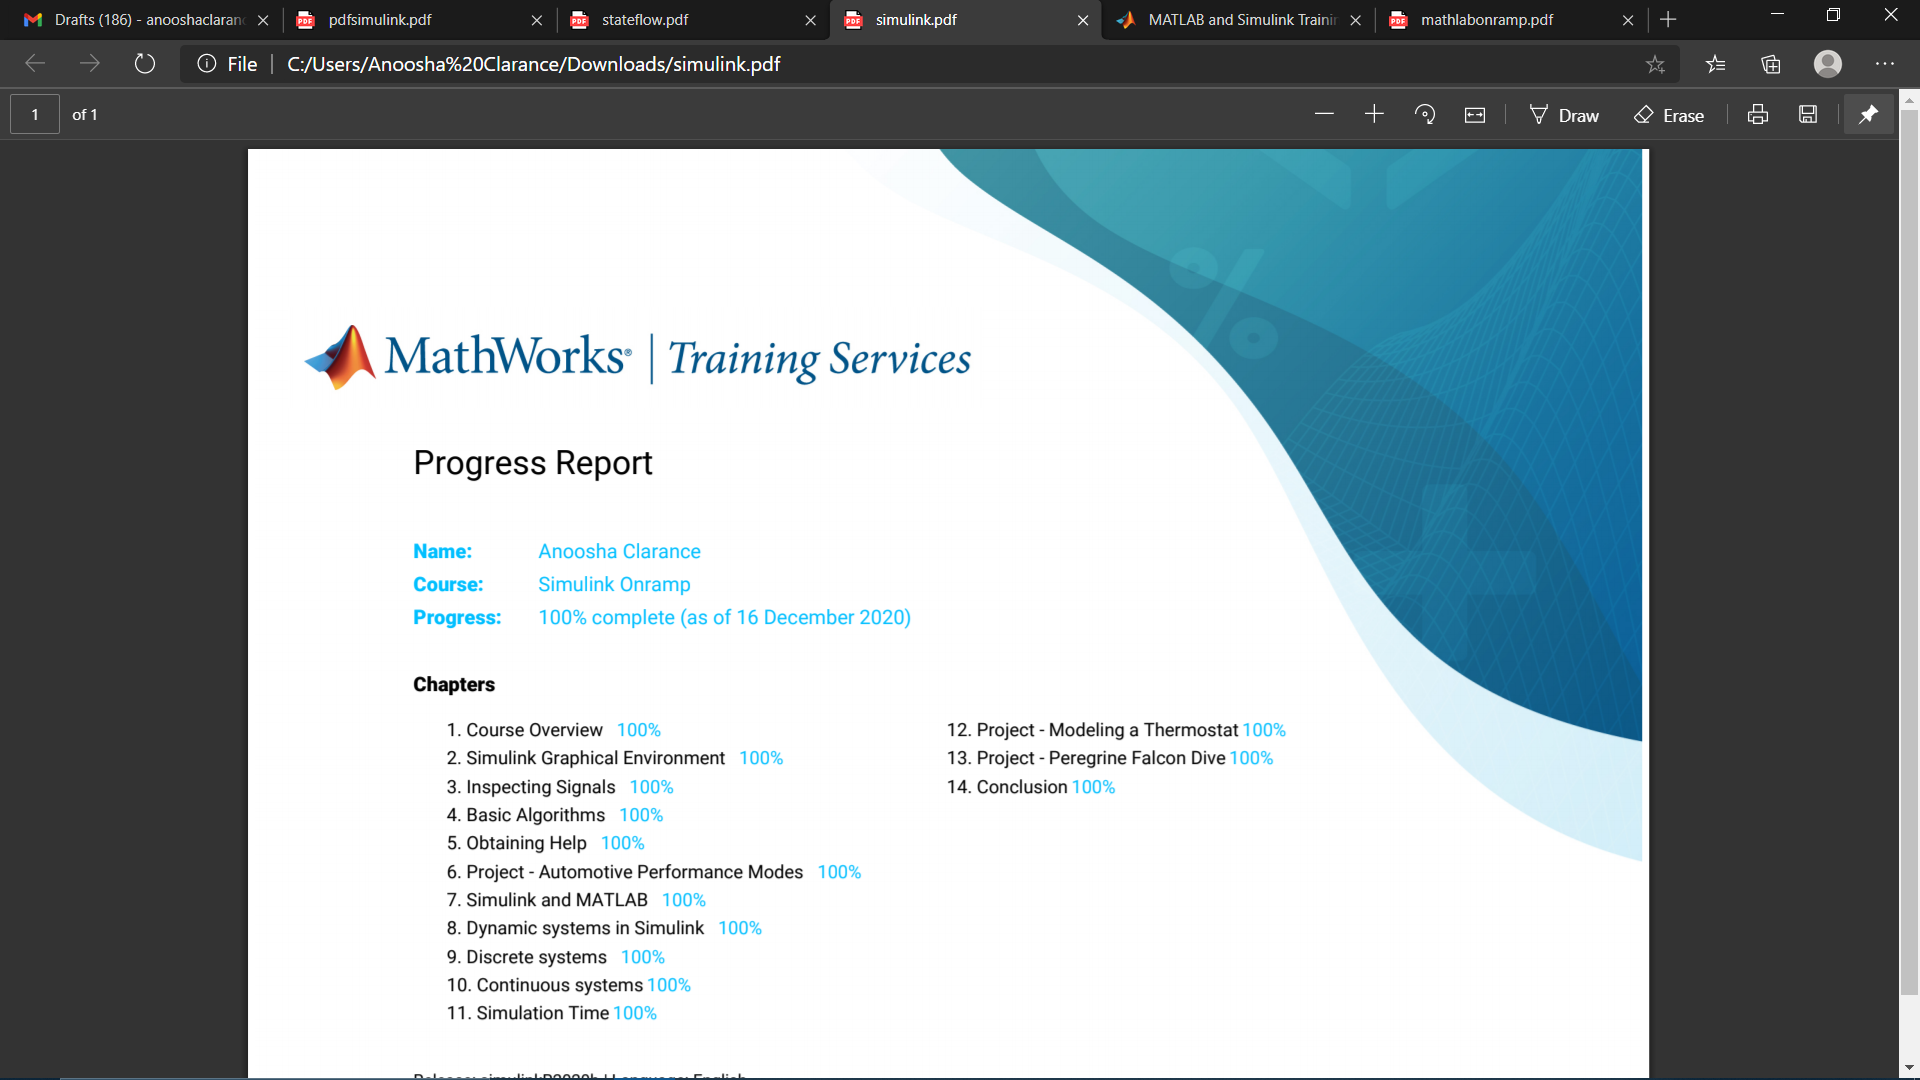 Drafts (186) - anooshaclaran
pdfsimulink.pdf
stateflow.pdf
simulink.pdf
MATLAB and Simulink Trainin
mathlabonramp.pdf
File
C:/Users/Anoosha%20Clarance/Downloads/simulink.pdf
1 of 1
Draw
Erase
MathWorks® | Training Services
Progress Report
Name: Anoosha Clarance
Course: Simulink Onramp
Progress: 100% complete (as of 16 December 2020)
Chapters
1. Course Overview 100%
2. Simulink Graphical Environment 100%
3. Inspecting Signals 100%
4. Basic Algorithms 100%
5. Obtaining Help 100%
6. Project - Automotive Performance Modes 100%
7. Simulink and MATLAB 100%
8. Dynamic systems in Simulink 100%
9. Discrete systems 100%
10. Continuous systems 100%
11. Simulation Time 100%
12. Project - Modeling a Thermostat 100%
13. Project - Peregrine Falcon Dive 100%
14. Conclusion 100%